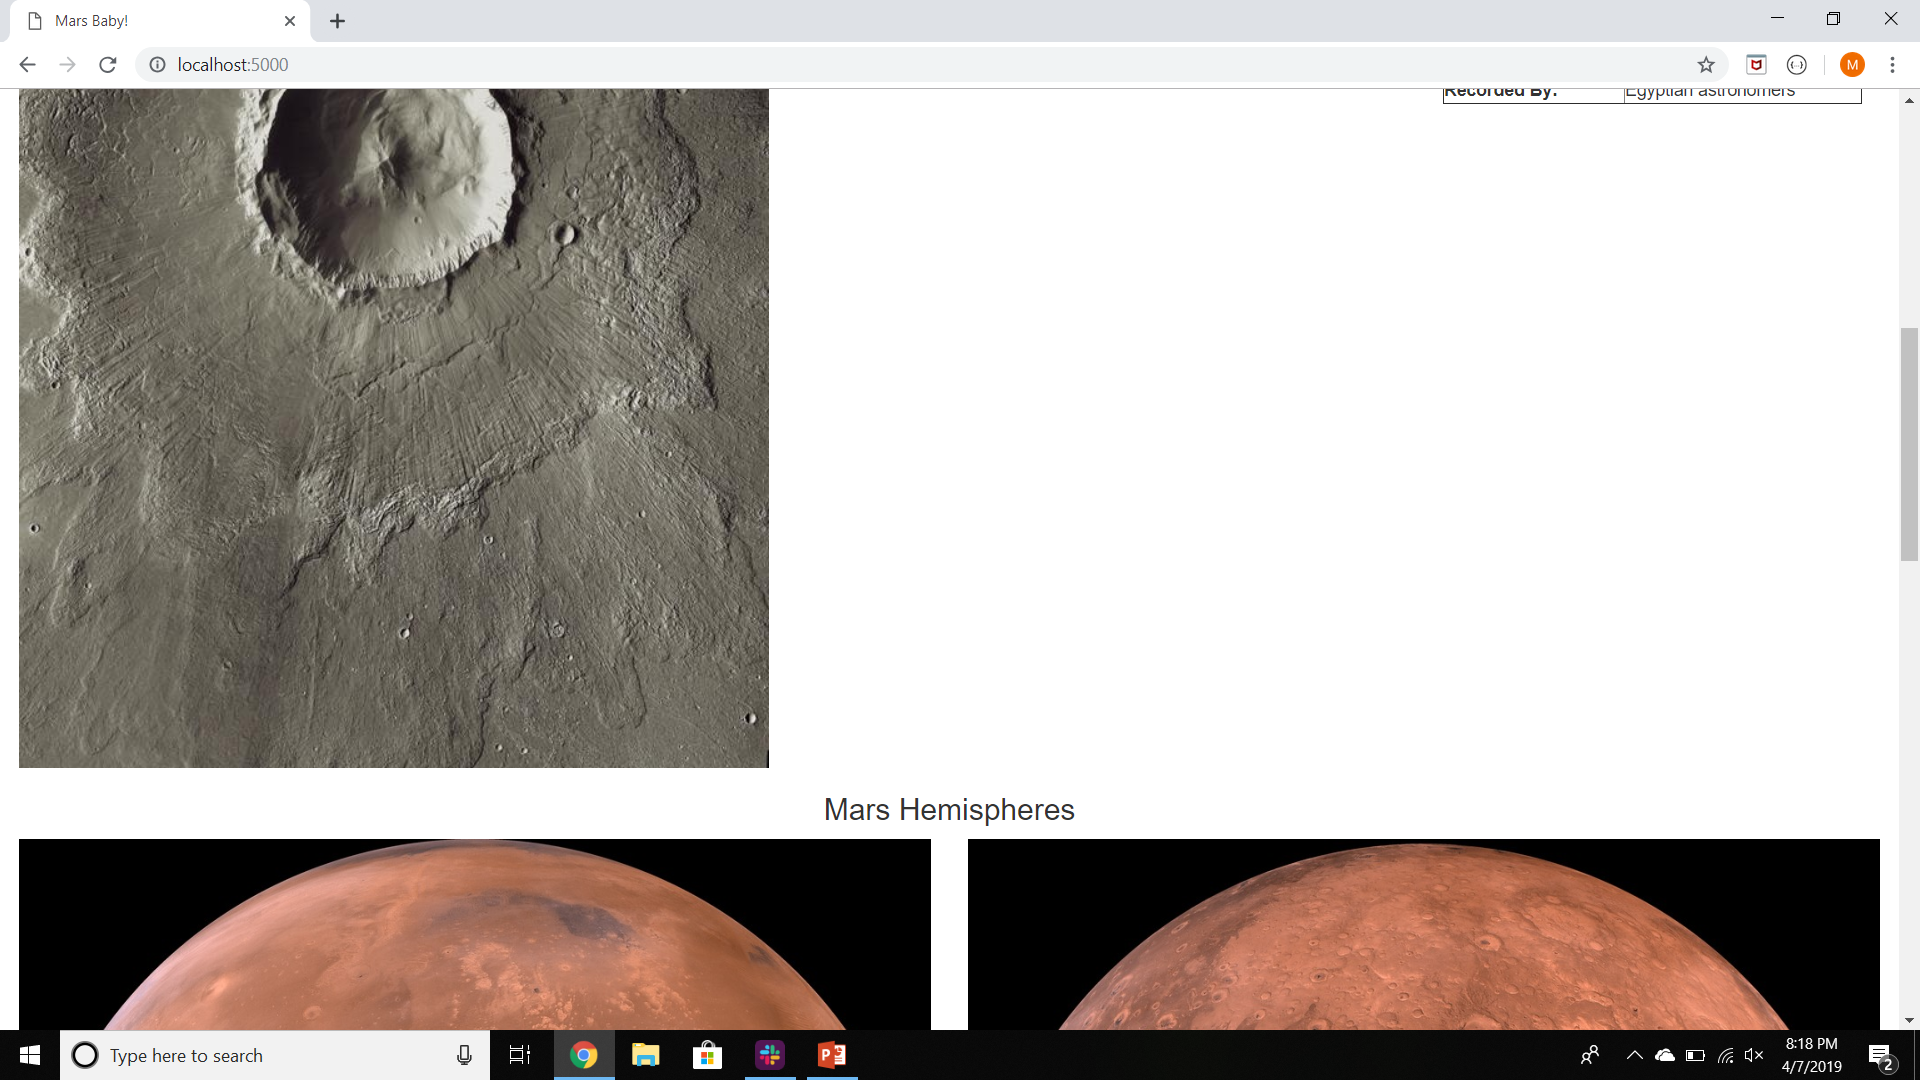 Mars Baby!
localhost:5000
M
Recorded By: Egyptian astronomers
Mars Hemispheres
Type here to search
8:18 PM
4/7/2019
2